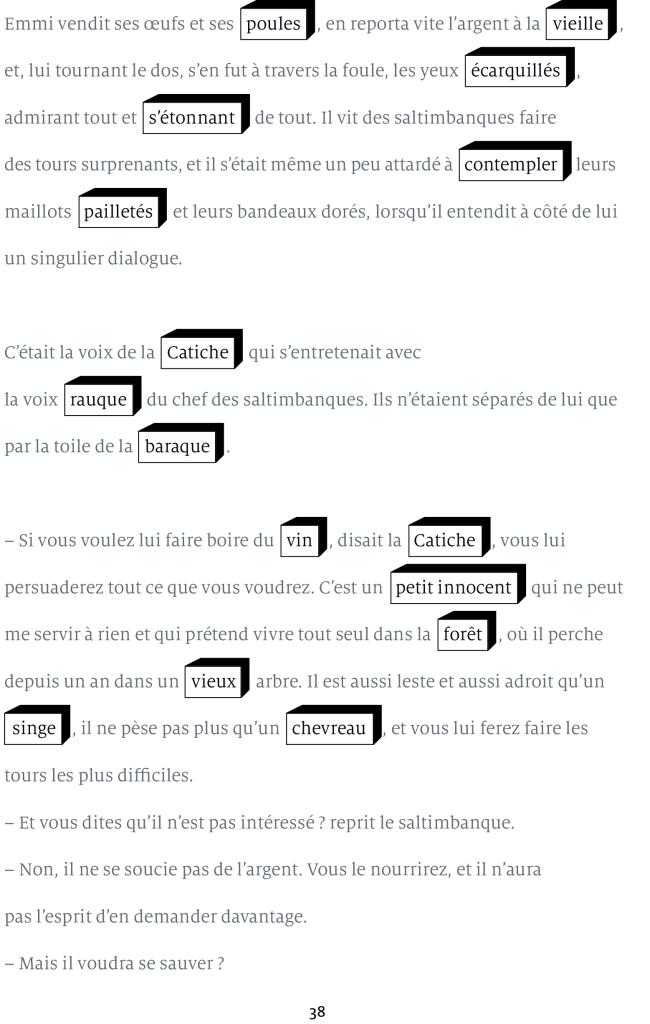 Emmi vendit ses œufs et ses poules, en reporta vite l’argent à la vieille,
et, lui tournant le dos, s’en fut à travers la foule, les yeux écarquillés,
admirant tout et s’étonnant de tout. Il vit des saltimbanques faire
des tours surprenants, et il s’était même un peu attardé à contempler leurs
maillots pailletés et leurs bandeaux dorés, lorsqu’il entendit à côté de lui
un singulier dialogue.
C’était la voix de la Catiche qui s’entretenait avec
la voix rauque du chef des saltimbanques. Ils n’étaient séparés de lui que
par la toile de la baraque.
– Si vous voulez lui faire boire du vin, disait la Catiche, vous lui
persuaderez tout ce que vous voudrez. C’est un petit innocent qui ne peut
me servir à rien et qui prétend vivre tout seul dans la forêt, où il perche
depuis un an dans un vieux arbre. Il est aussi leste et aussi adroit qu’un
singe, il ne pèse pas plus qu’un chevreau, et vous lui ferez faire les
tours les plus difficiles.
– Et vous dites qu’il n’est pas intéressé ? reprit le saltimbanque.
– Non, il ne se soucie pas de l’argent. Vous le nourrirez, et il n’aura
pas l’esprit d’en demander davantage.
– Mais il voudra se sauver ?
38